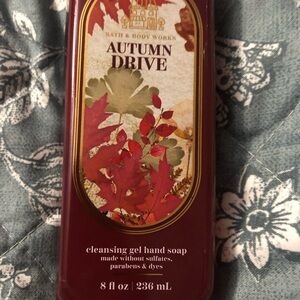 BATH & BODY WORKS
AUTUMN
DRIVE
cleansing gel hand soap
made without sulfates,
parabens & dyes
8 fl oz | 236 mL